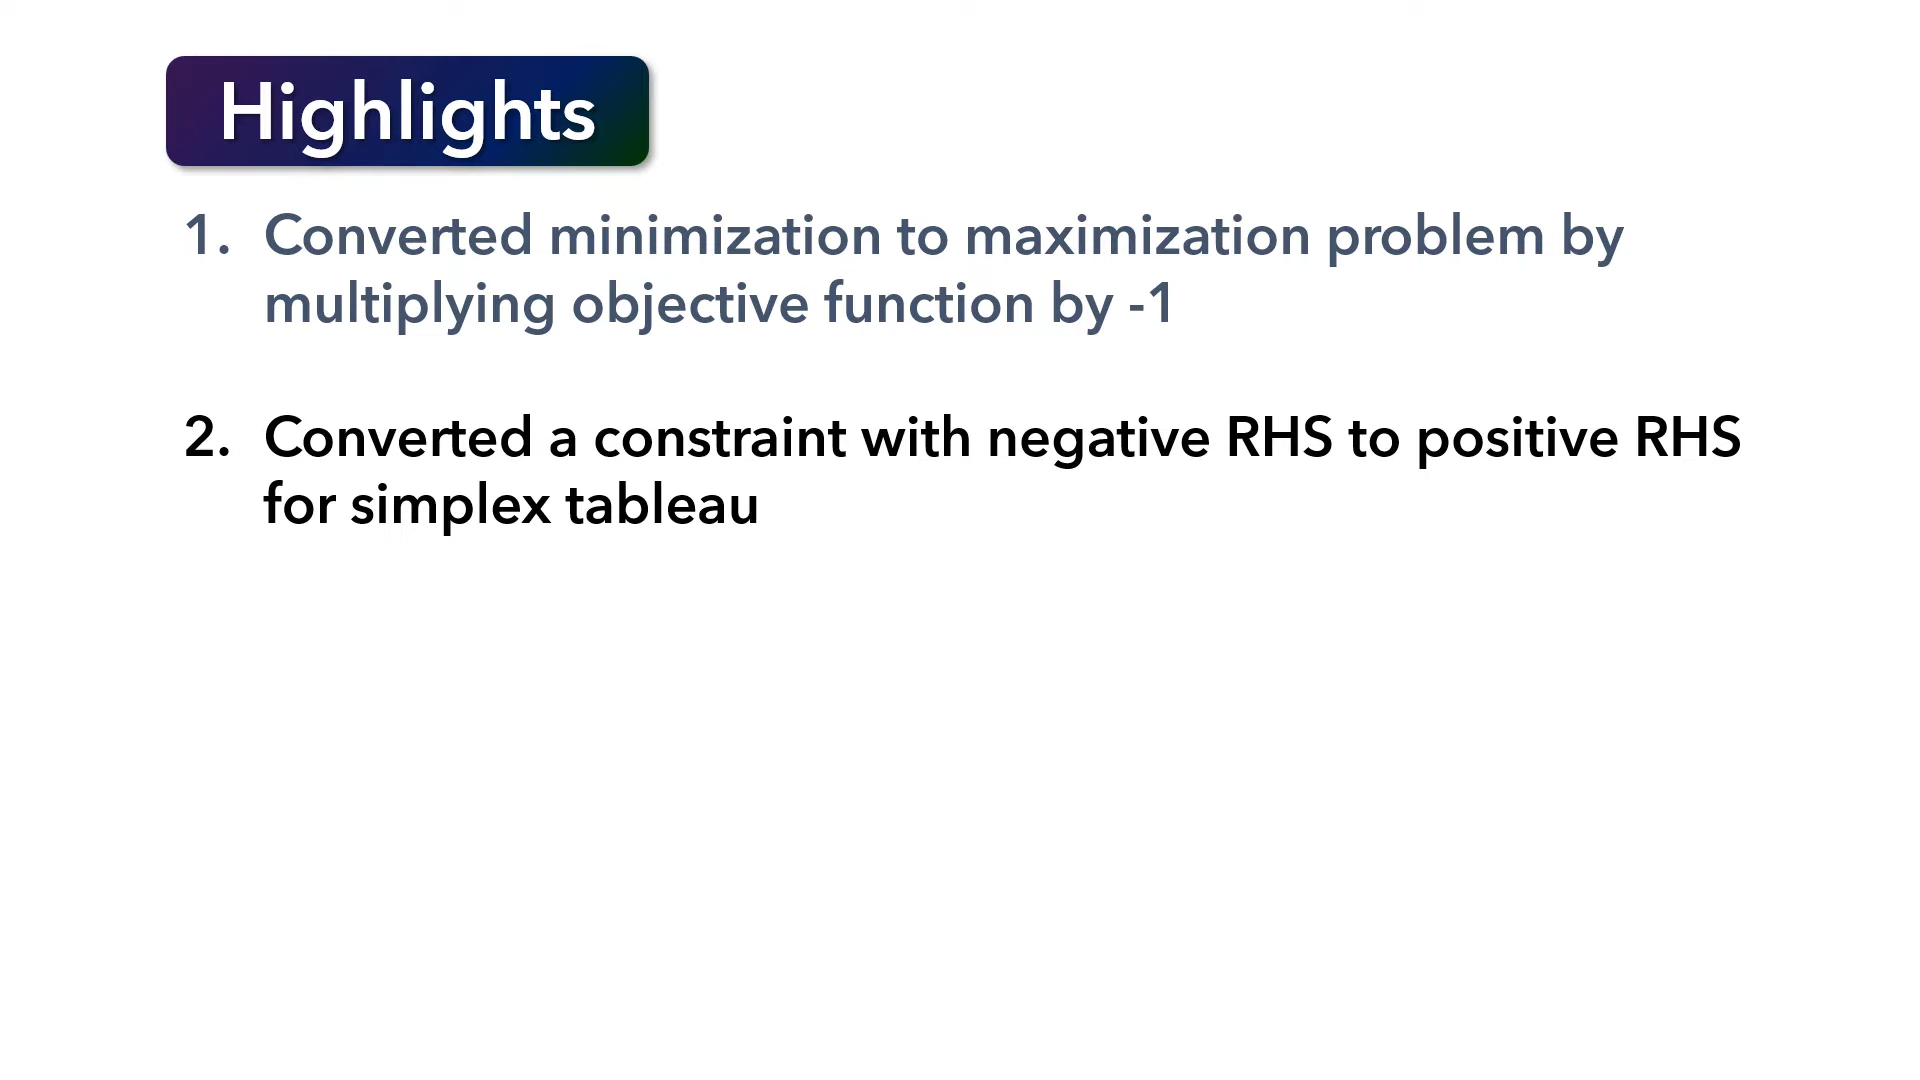 Highlights
1. Converted minimization to maximization problem by
multiplying objective function by -1
2. Converted a constraint with negative RHS to positive RHS
for simplex tableau